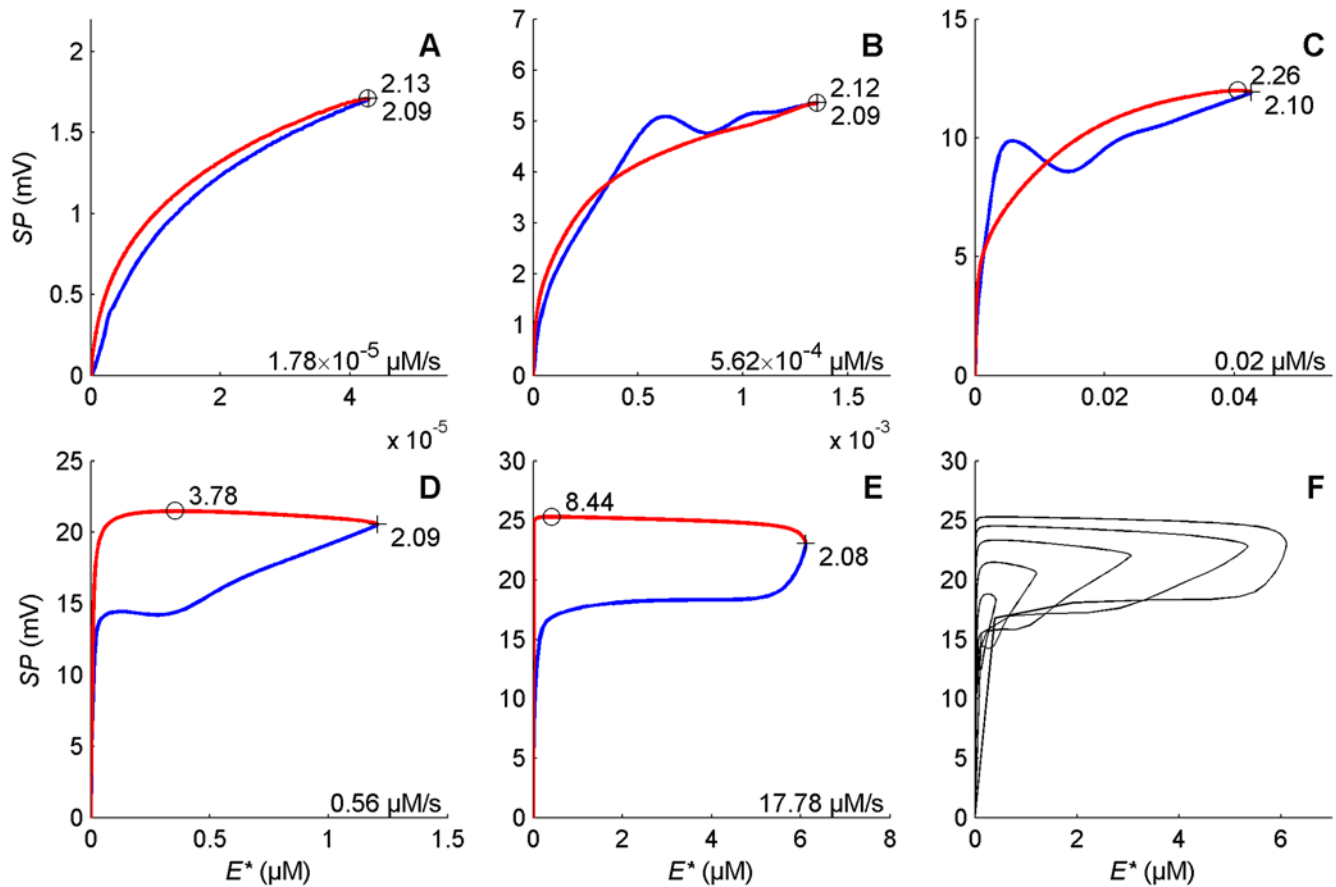 A
2
1.5
1
0.5
0
SP (mV)
2.13
2.09
1.78×10⁻⁵ µM/s
0 2 4
x 10⁻⁵
B
7
6
5
4
3
2
1
0
2.12
2.09
5.62×10⁻⁴ µM/s
0 0.5 1 1.5
x 10⁻³
C
15
10
5
0
2.26
2.10
0.02 µM/s
0 0.02 0.04
D
25
20
15
10
5
0
SP (mV)
3.78
2.09
0.56 µM/s
0 0.5 1 1.5
E* (µM)
E
30
25
20
15
10
5
0
8.44
2.08
17.78 µM/s
0 2 4 6 8
E* (µM)
F
30
25
20
15
10
5
0
0 2 4 6
E* (µM)